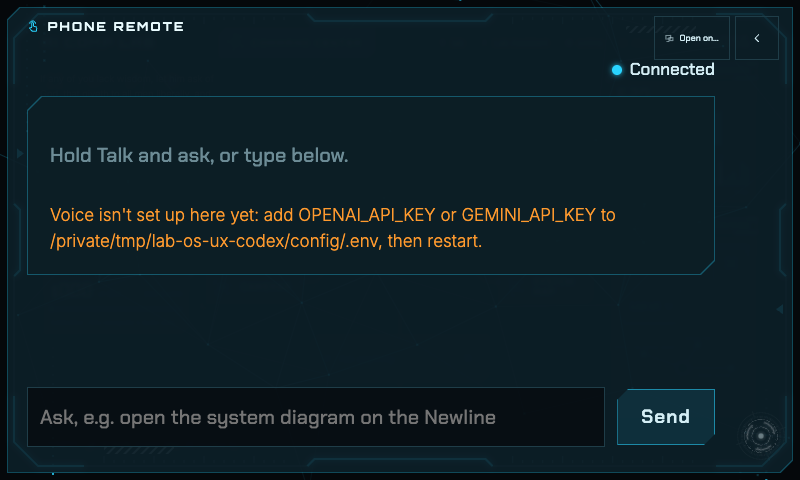 PHONE REMOTE
Open on...
Connected
Hold Talk and ask, or type below.
Voice isn't set up here yet: add OPENAI_API_KEY or GEMINI_API_KEY to
/private/tmp/lab-os-ux-codex/config/.env, then restart.
Ask, e.g. open the system diagram on the Newline
Send